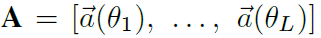 A = [a⃗(θ₁), …, a⃗(θ_L)]